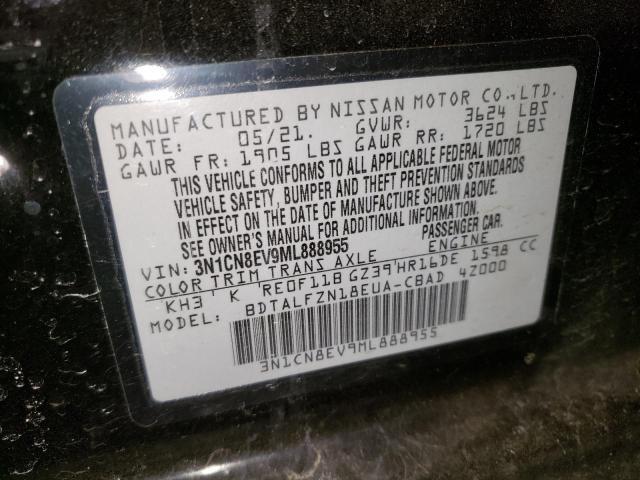 MANUFACTURED BY NISSAN MOTOR CO.,LTD.
DATE: 05/21. GVWR: 3624 LBS
GAWR FR: 1905 LBS GAWR RR: 1720 LBS
THIS VEHICLE CONFORMS TO ALL APPLICABLE FEDERAL MOTOR
VEHICLE SAFETY, BUMPER AND THEFT PREVENTION STANDARDS
IN EFFECT ON THE DATE OF MANUFACTURE SHOWN ABOVE.
SEE OWNER'S MANUAL FOR ADDITIONAL INFORMATION.
VIN: 3N1CN8EV9ML888955 PASSENGER CAR.
COLOR TRIM TRANS AXLE ENGINE
KH3' K 'RE0F11B GZ39'HR16DE 1598 CC
MODEL: BDTALFZN18EUA-CBAD 4Z000
3N1CN8EV9ML888955